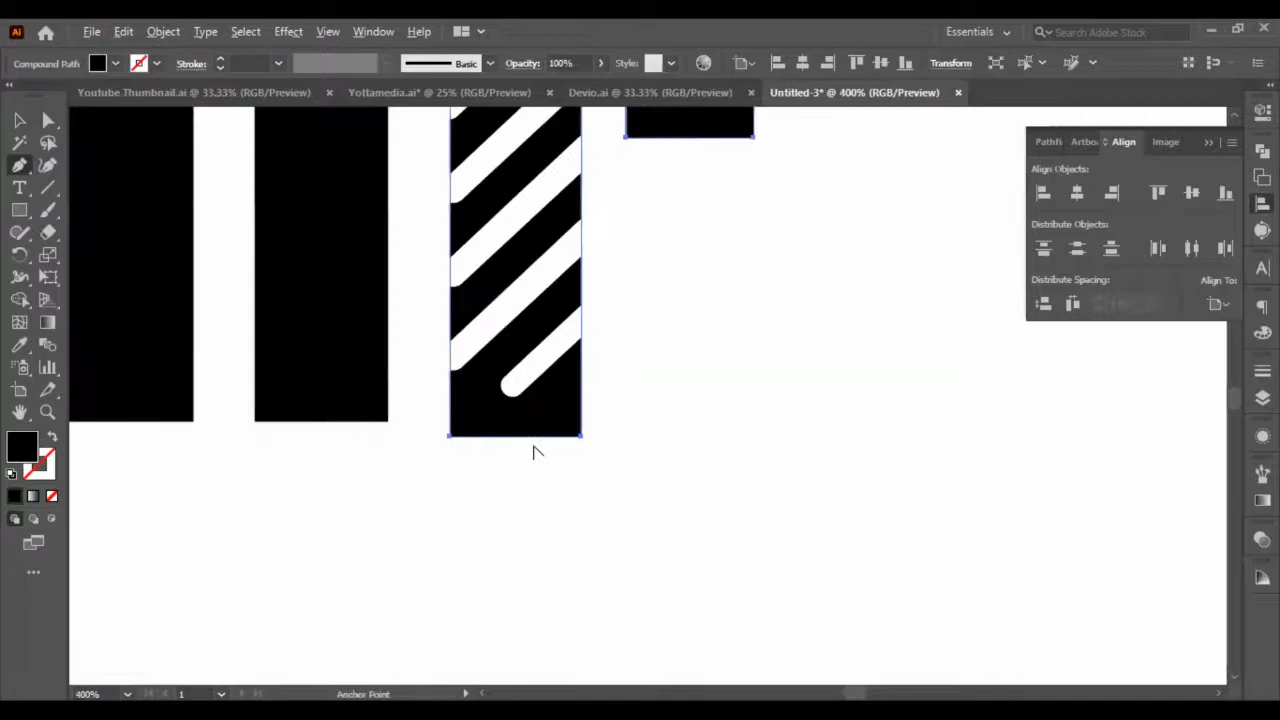 Ai File Edit Object Type Select Effect View Window Help Essentials Search Adobe Stock
Compound Path Stroke: Basic Opacity: 100% Style: Transform
Youtube Thumbnail.ai @ 33.33% (RGB/Preview) × Yottamedia.ai* @ 25% (RGB/Preview) × Devio.ai @ 33.33% (RGB/Preview) × Untitled-3* @ 400% (RGB/Preview) ×
Pathfi Artboa Align Image
Align Objects:
Distribute Objects:
Distribute Spacing: Align To:
400% 1 Anchor Point